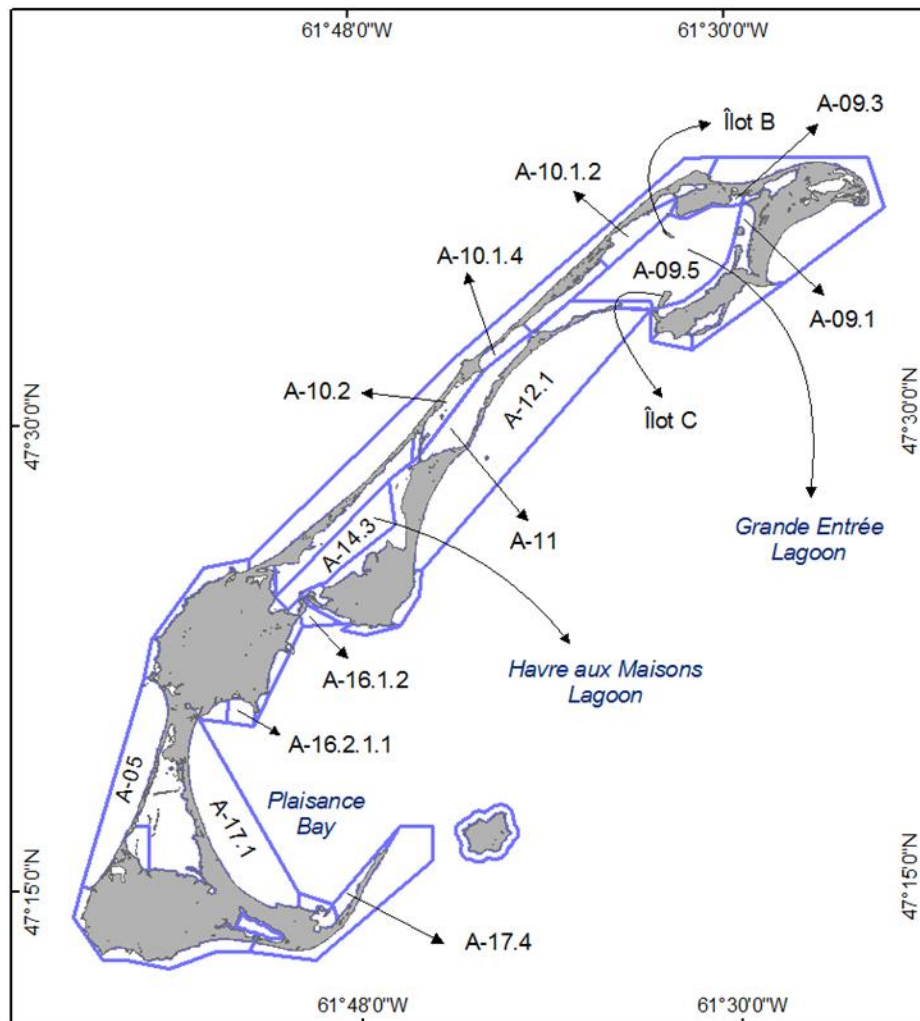 61°48'0"W
61°30'0"W
A-09.3
Îlot B
A-10.1.2
A-10.1.4
A-09.5
A-09.1
A-10.2
A-12.1
Îlot C
47°30'0"N
47°30'0"N
A-11
Grande Entrée
Lagoon
A-14.3
Havre aux Maisons
Lagoon
A-16.1.2
A-16.2.1.1
A-05
A-17.1
Plaisance
Bay
47°15'0"N
47°15'0"N
A-17.4
61°48'0"W
61°30'0"W